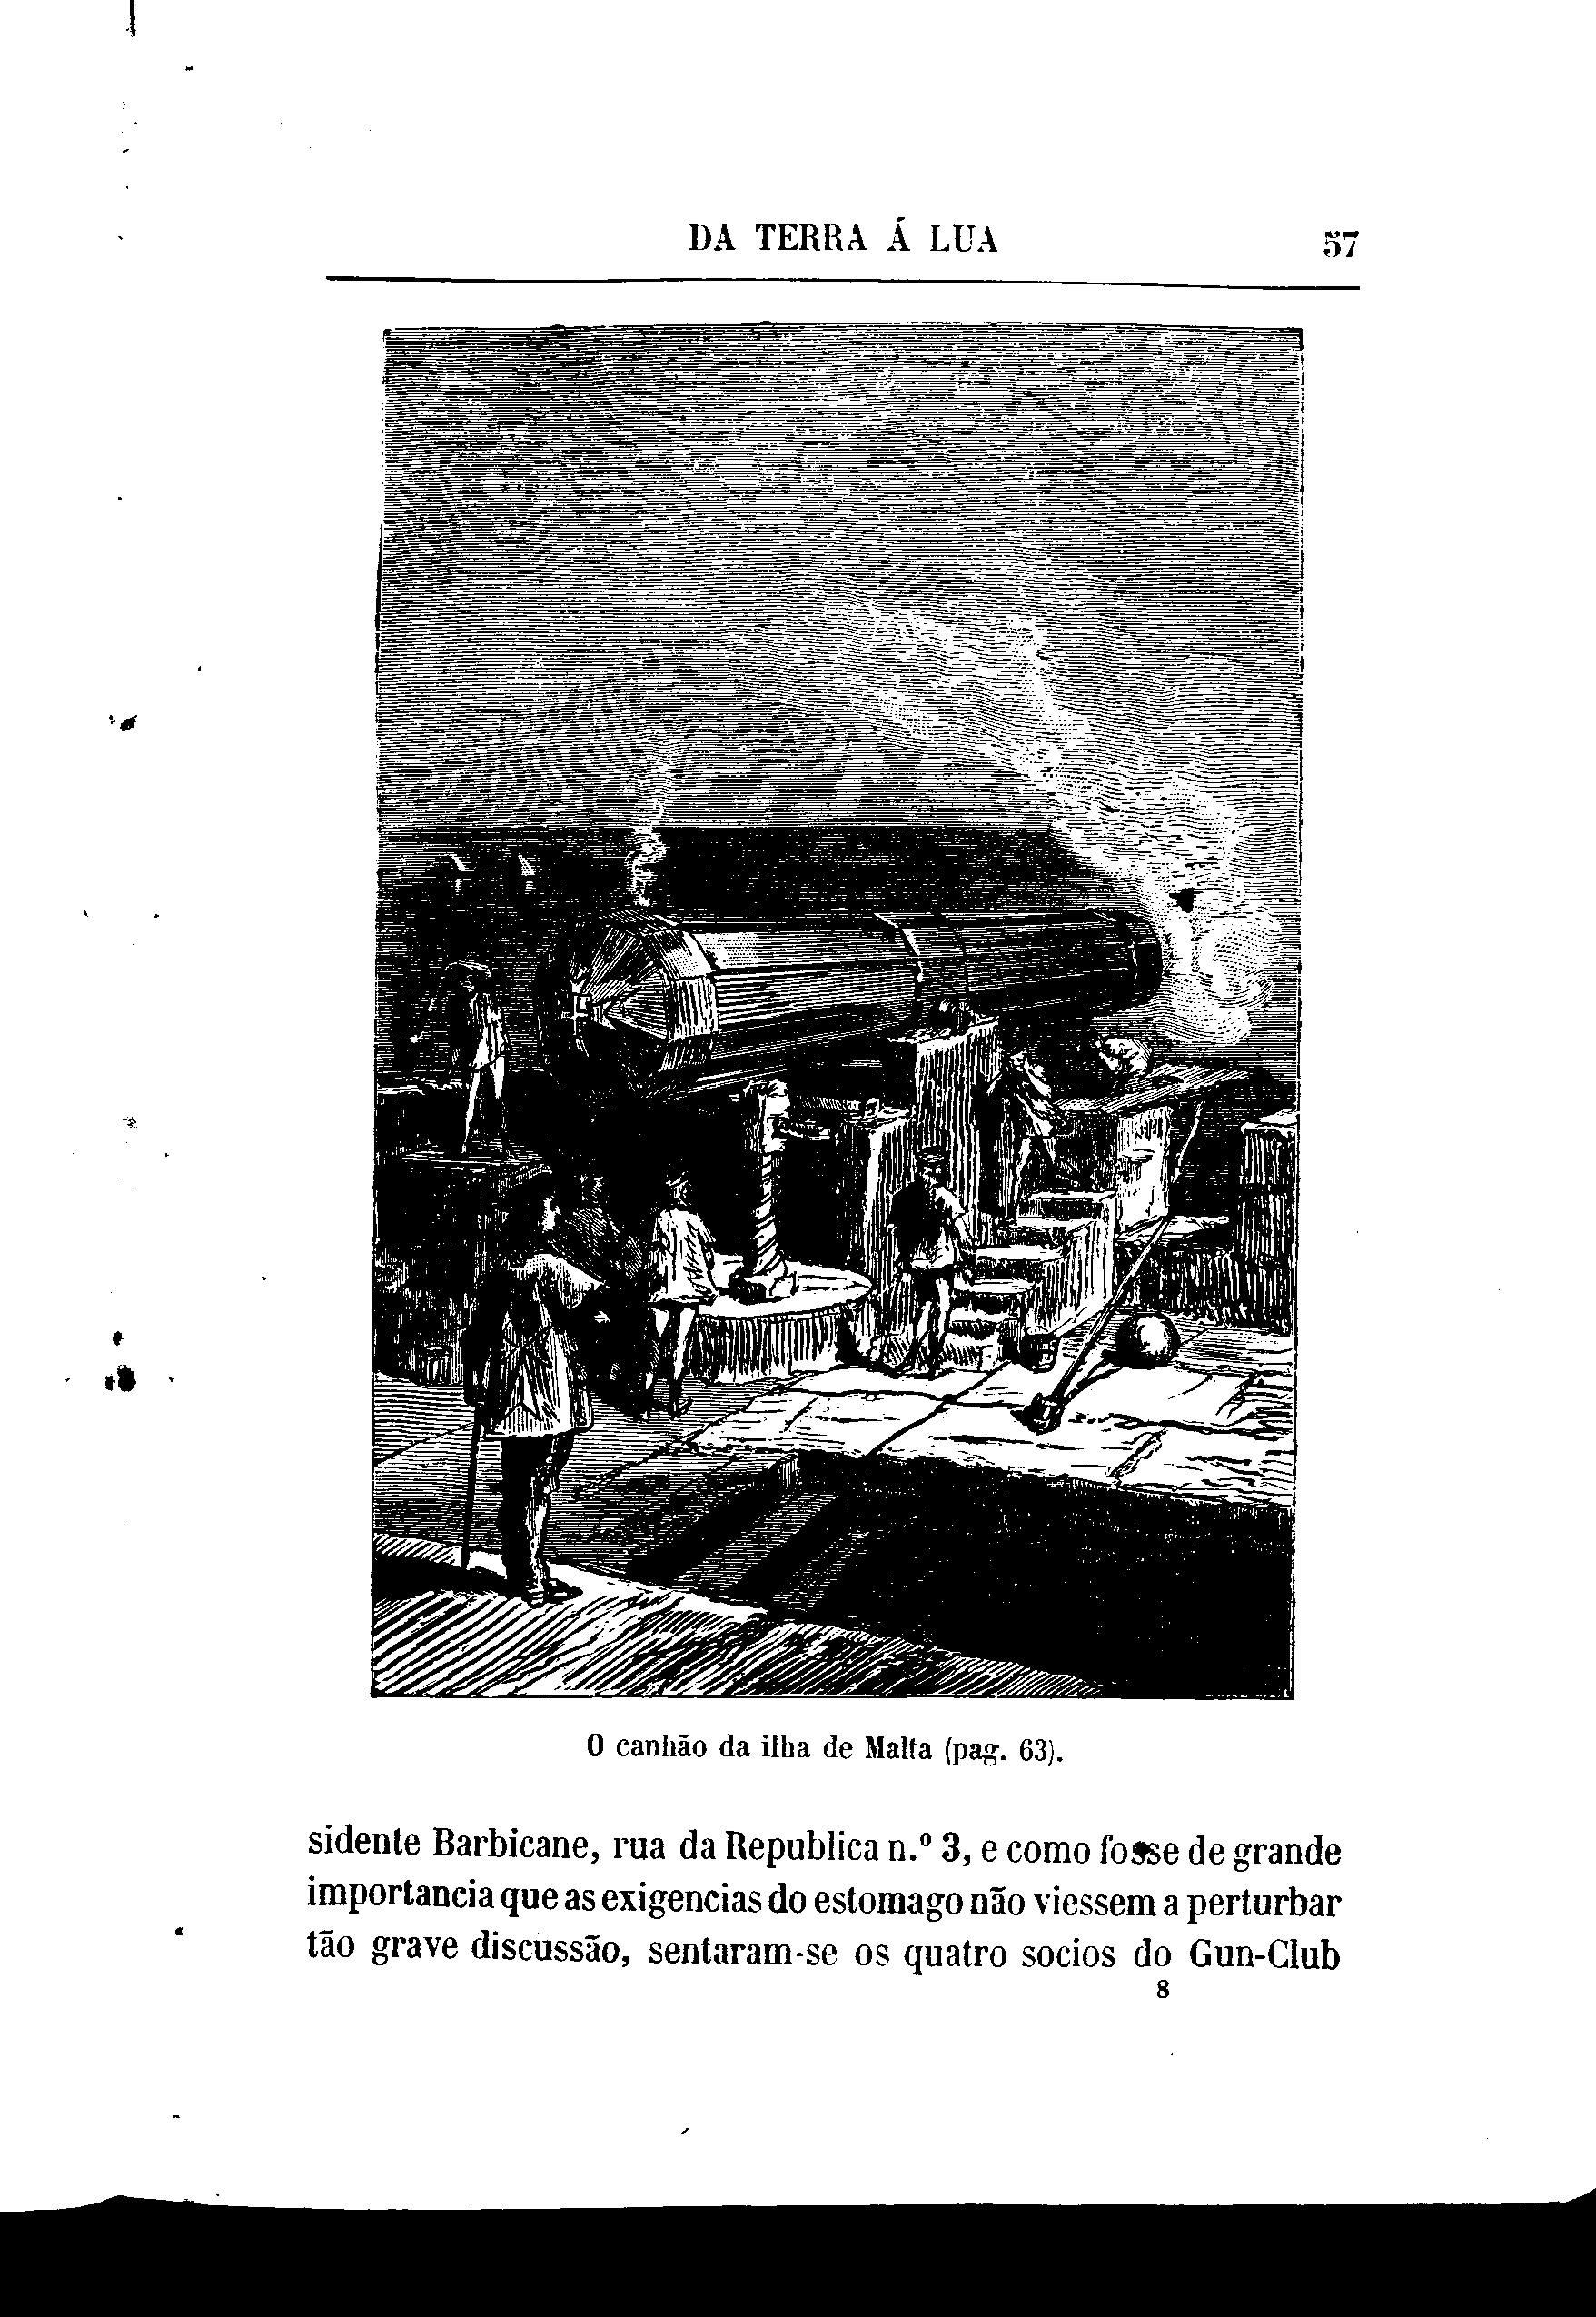 DA TERRA Á LUA 57
O canhão da ilha de Malta (pag. 63).
sidente Barbicane, rua da Republica n.º 3, e como fosse de grande
importancia que as exigencias do estomago não viessem a perturbar
tão grave discussão, sentaram-se os quatro socios do Gun-Club
8